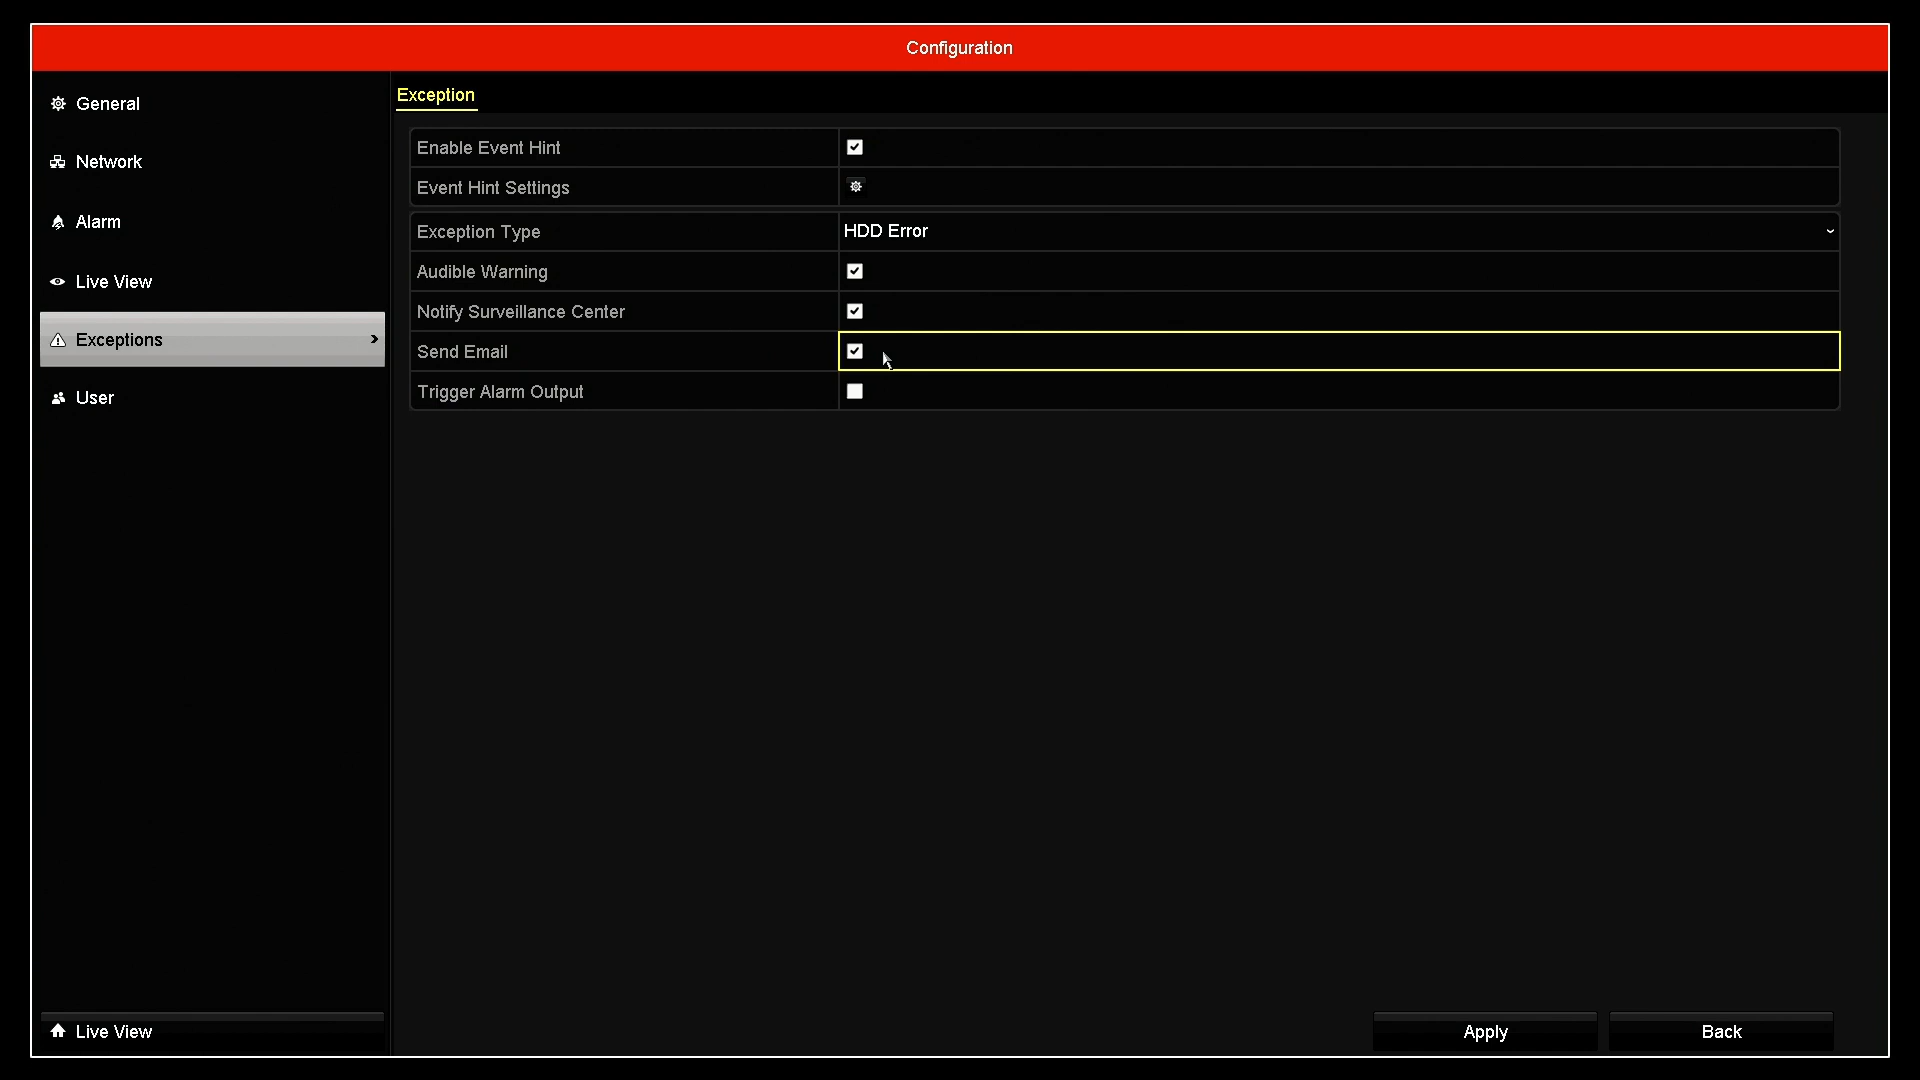 Configuration
General
Network
Alarm
Live View
Exceptions
User
Live View
Exception
Enable Event Hint
Event Hint Settings
Exception Type HDD Error
Audible Warning
Notify Surveillance Center
Send Email
Trigger Alarm Output
Apply Back